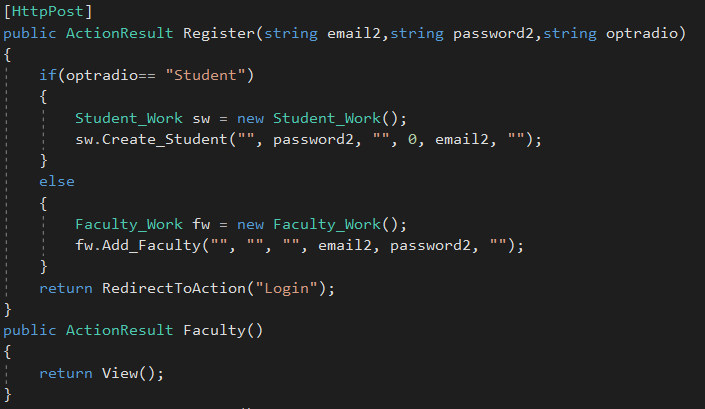 [HttpPost]
public ActionResult Register(string email2,string password2,string optradio)
{
if(optradio== "Student")
{
Student_Work sw = new Student_Work();
sw.Create_Student("", password2, "", 0, email2, "");
}
else
{
Faculty_Work fw = new Faculty_Work();
fw.Add_Faculty("", "", "", email2, password2, "");
}
return RedirectToAction("Login");
}
public ActionResult Faculty()
{
return View();
}